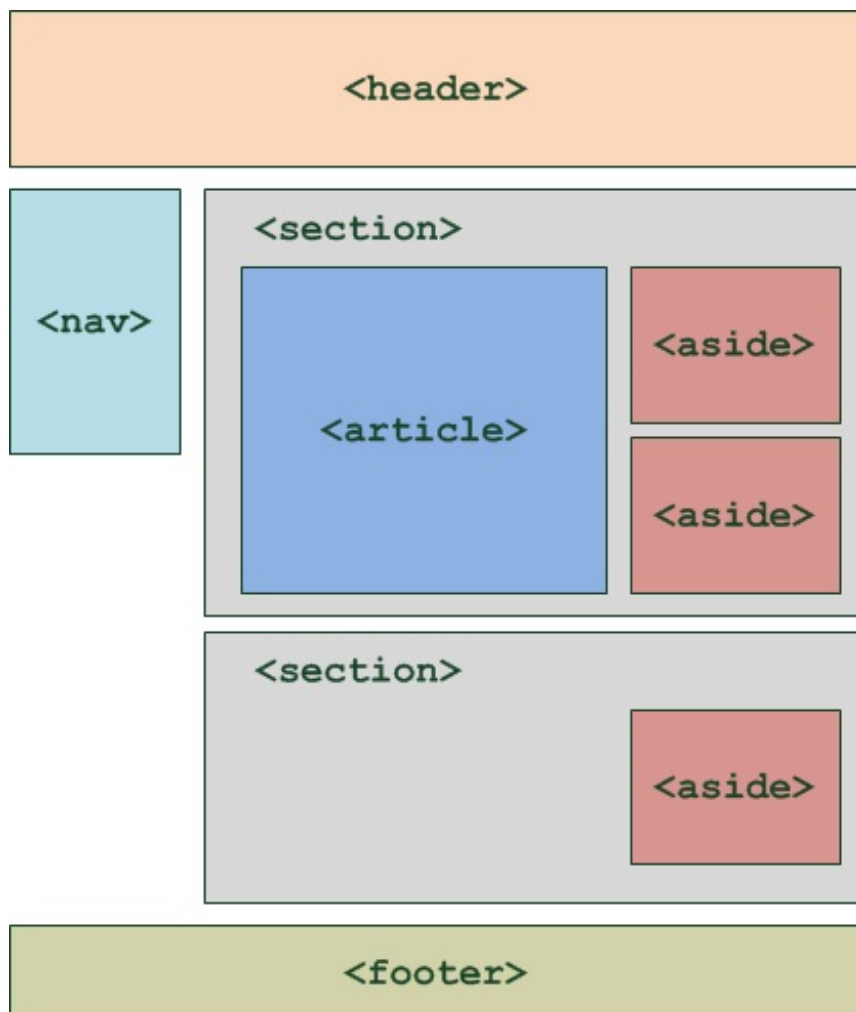 <header>
<section>
<nav>
<article>
<aside>
<aside>
<section>
<aside>
<footer>